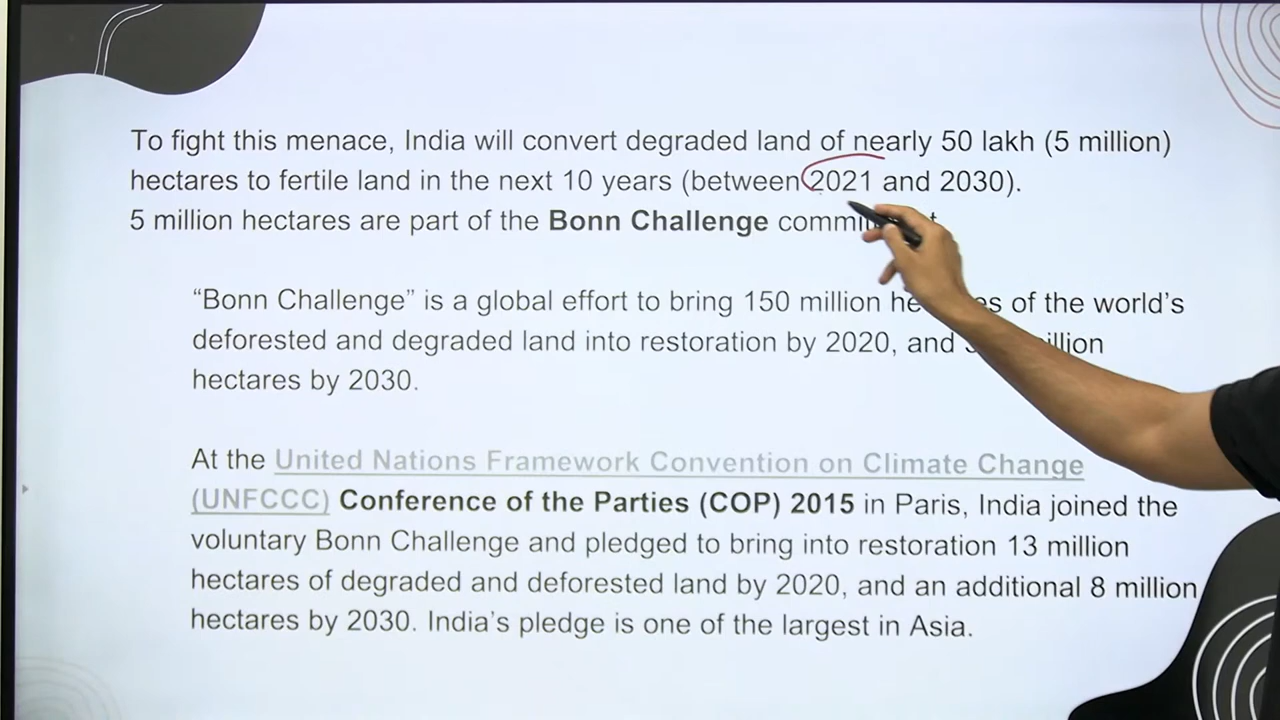 To fight this menace, India will convert degraded land of nearly 50 lakh (5 million)
hectares to fertile land in the next 10 years (between 2021 and 2030).
5 million hectares are part of the Bonn Challenge
“Bonn Challenge” is a global effort to bring 150 million of the world’s
deforested and degraded land into restoration by 2020, and
hectares by 2030.
At the United Nations Framework Convention on Climate Change
(UNFCCC) Conference of the Parties (COP) 2015 in Paris, India joined the
voluntary Bonn Challenge and pledged to bring into restoration 13 million
hectares of degraded and deforested land by 2020, and an additional 8 million
hectares by 2030. India’s pledge is one of the largest in Asia.